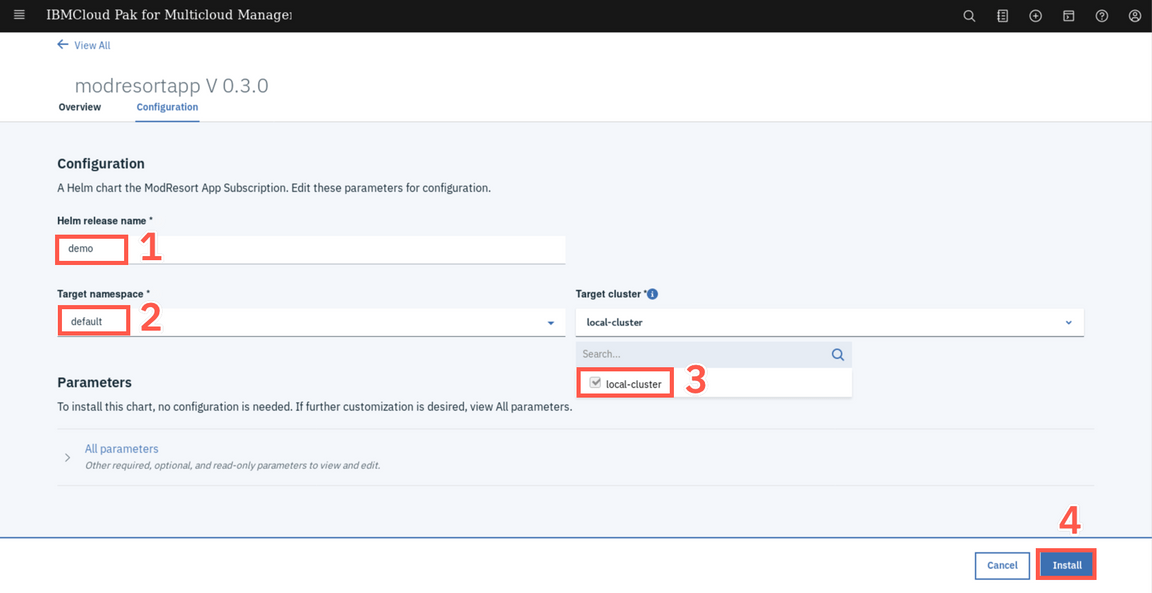 IBMCloud Pak for Multicloud Manage
View All
modresortapp V 0.3.0
Overview Configuration
Configuration
A Helm chart the ModResort App Subscription. Edit these parameters for configuration.
Helm release name *
demo 1
Target namespace * Target cluster *
default 2 local-cluster
Search...
local-cluster 3
Parameters
To install this chart, no configuration is needed. If further customization is desired, view All parameters.
All parameters
Other required, optional, and read-only parameters to view and edit.
4
Cancel Install